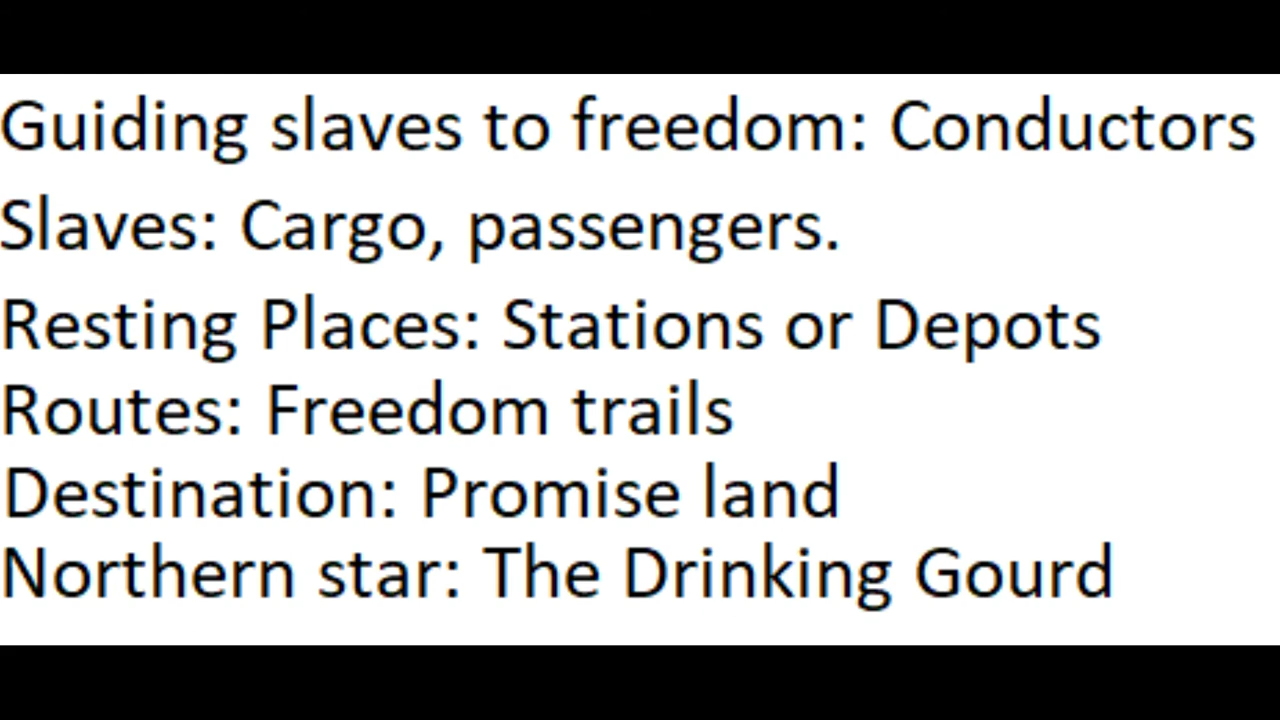 Guiding slaves to freedom: Conductors
Slaves: Cargo, passengers.
Resting Places: Stations or Depots
Routes: Freedom trails
Destination: Promise land
Northern star: The Drinking Gourd